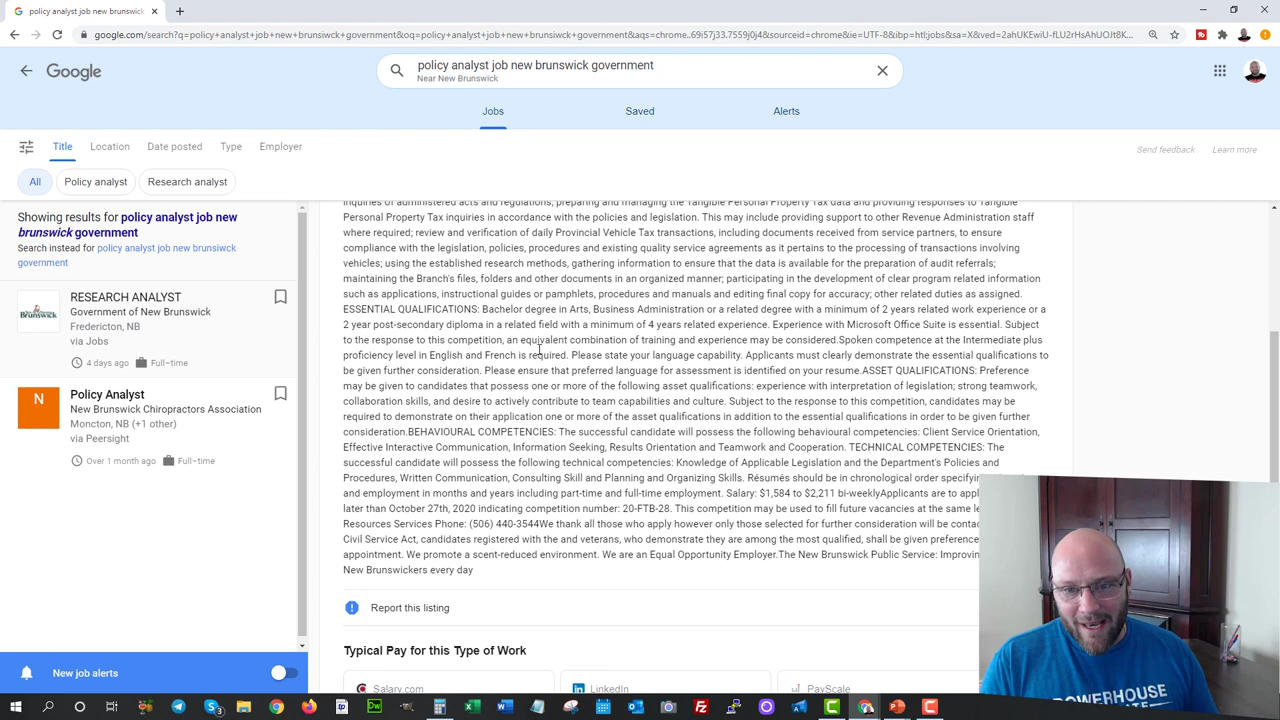 policy analyst job new brunsiwck
google.com/search?q=policy+analyst+job+new+brunsiwck+government&oq=policy+analyst+job+new+brunsiwck+government&aqs=chrome..69i57j33.7559j0j4&sourceid=chrome&ie=UTF-8&ibp=htl;jobs&sa=X&ved=2ahUKEwiU-fLU2rHsAhUOJt8K...
Google
policy analyst job new brunswick government
Near New Brunswick
Jobs
Saved
Alerts
Title
Location
Date posted
Type
Employer
Send feedback
Learn more
All
Policy analyst
Research analyst
Showing results for policy analyst job new
brunswick government
Search instead for policy analyst job new brunsiwck
government
RESEARCH ANALYST
Government of New Brunswick
Fredericton, NB
via Jobs
4 days ago
Full–time
N
Policy Analyst
New Brunswick Chiropractors Association
Moncton, NB (+1 other)
via Peersight
Over 1 month ago
Full–time
New job alerts
inquiries of administered acts and regulations; preparing and managing the Tangible Personal Property Tax data and providing responses to Tangible
Personal Property Tax inquiries in accordance with the policies and legislation. This may include providing support to other Revenue Administration staff
where required; review and verification of daily Provincial Vehicle Tax transactions, including documents received from service partners, to ensure
compliance with the legislation, policies, procedures and existing quality service agreements as it pertains to the processing of transactions involving
vehicles; using the established research methods, gathering information to ensure that the data is available for the preparation of audit referrals;
maintaining the Branch's files, folders and other documents in an organized manner; participating in the development of clear program related information
such as applications, instructional guides or pamphlets, procedures and manuals and editing final copy for accuracy; other related duties as assigned.
ESSENTIAL QUALIFICATIONS: Bachelor degree in Arts, Business Administration or a related degree with a minimum of 2 years related work experience or a
2 year post-secondary diploma in a related field with a minimum of 4 years related experience. Experience with Microsoft Office Suite is essential. Subject
to the response to this competition, an equivalent combination of training and experience may be considered.Spoken competence at the Intermediate plus
proficiency level in English and French is required. Please state your language capability. Applicants must clearly demonstrate the essential qualifications to
be given further consideration. Please ensure that preferred language for assessment is identified on your resume.ASSET QUALIFICATIONS: Preference
may be given to candidates that possess one or more of the following asset qualifications: experience with interpretation of legislation; strong teamwork,
collaboration skills, and desire to actively contribute to team capabilities and culture. Subject to the response to this competition, candidates may be
required to demonstrate on their application one or more of the asset qualifications in addition to the essential qualifications in order to be given further
consideration.BEHAVIOURAL COMPETENCIES: The successful candidate will possess the following behavioural competencies: Client Service Orientation,
Effective Interactive Communication, Information Seeking, Results Orientation and Teamwork and Cooperation. TECHNICAL COMPETENCIES: The
successful candidate will possess the following technical competencies: Knowledge of Applicable Legislation and the Department's Policies and
Procedures, Written Communication, Consulting Skill and Planning and Organizing Skills. Résumés should be in chronological order specifying
and employment in months and years including part-time and full-time employment. Salary: $1,584 to $2,211 bi-weeklyApplicants are to
later than October 27th, 2020 indicating competition number: 20-FTB-28. This competition may be used to fill future vacancies at the same
Resources Services Phone: (506) 440-3544We thank all those who apply however only those selected for further consideration will be
Civil Service Act, candidates registered with the and veterans, who demonstrate they are among the most qualified, shall be given
appointment. We promote a scent-reduced environment. We are an Equal Opportunity Employer.The New Brunswick Public Service:
New Brunswickers every day
Report this listing
Typical Pay for this Type of Work
Salary.com
LinkedIn
PayScale
POWERHOUSE